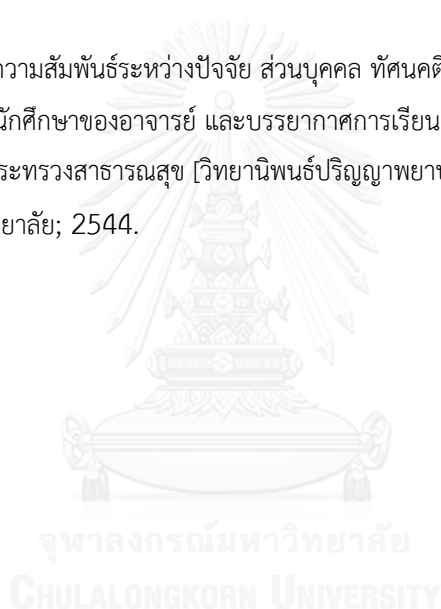 ความสัมพันธ์ระหว่างปัจจัย ส่วนบุคคล ทัศนคติ
นักศึกษาของอาจารย์ และบรรยากาศการเรียน
ระทรวงสาธารณสุข [วิทยานิพนธ์ปริญญาพยาบ
ยาลัย; 2544.
จุฬาลงกรณ์มหาวิทยาลัย
CHULALONGKORN UNIVERSITY